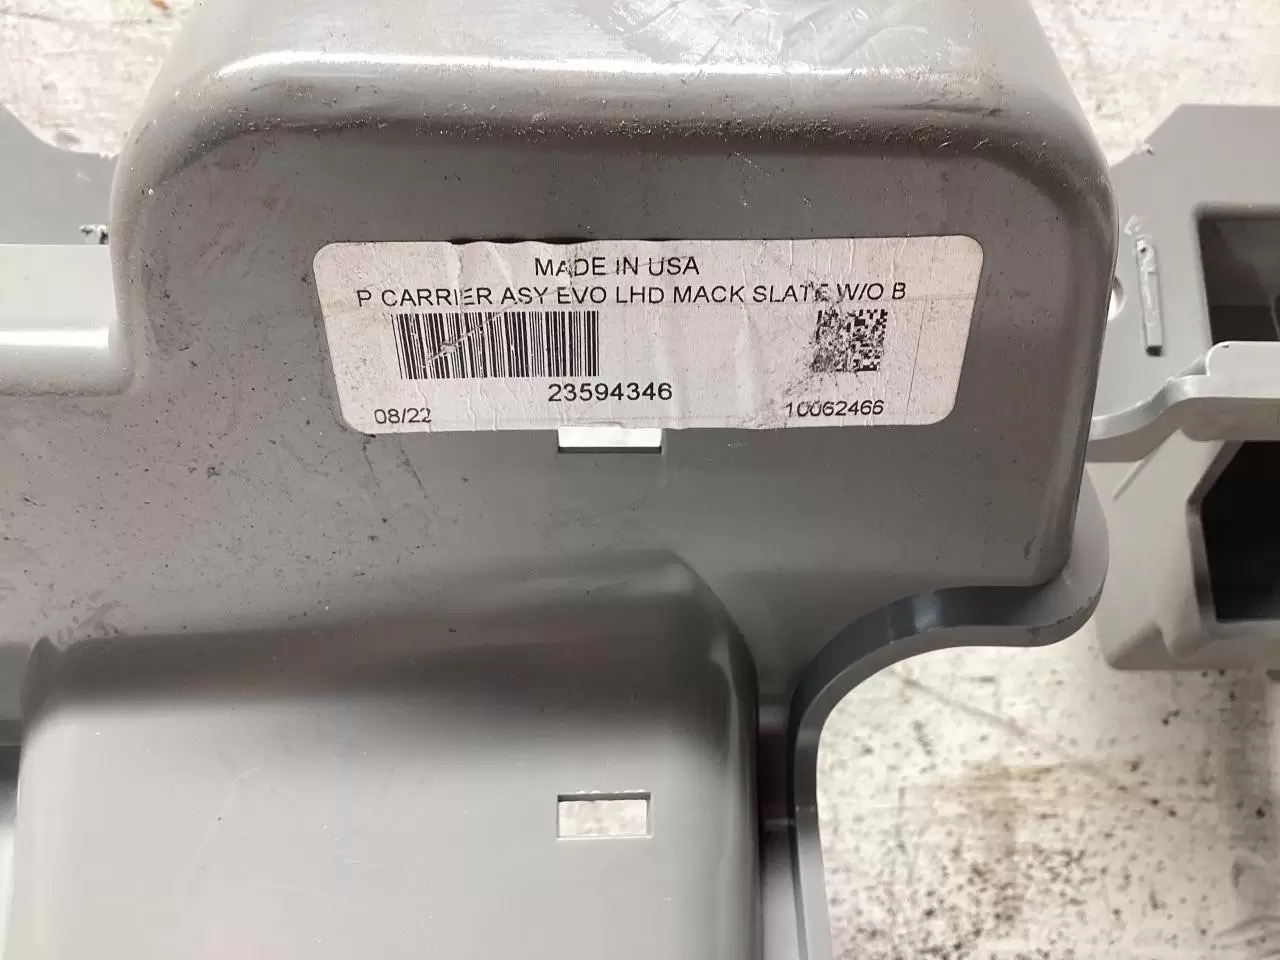 MADE IN USA
P CARRIER ASY EVO LHD MACK SLATE W/O B
23594346
08/22
10062466